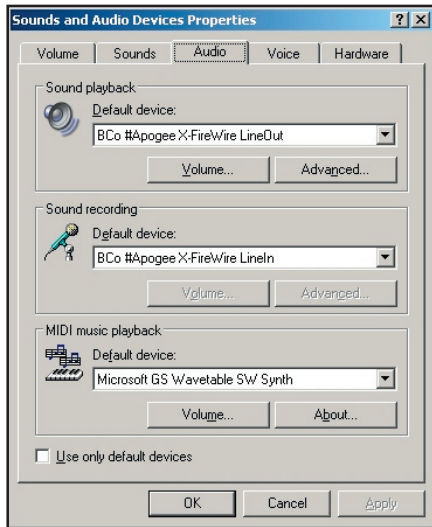 Sounds and Audio Devices Properties
Volume Sounds Audio Voice Hardware
Sound playback
Default device:
BCo #Apogee X-FireWire LineOut
Volume... Advanced...
Sound recording
Default device:
BCo #Apogee X-FireWire LineIn
Volume... Advanced...
MIDI music playback
Default device:
Microsoft GS Wavetable SW Synth
Volume... About...
Use only default devices
OK Cancel Apply